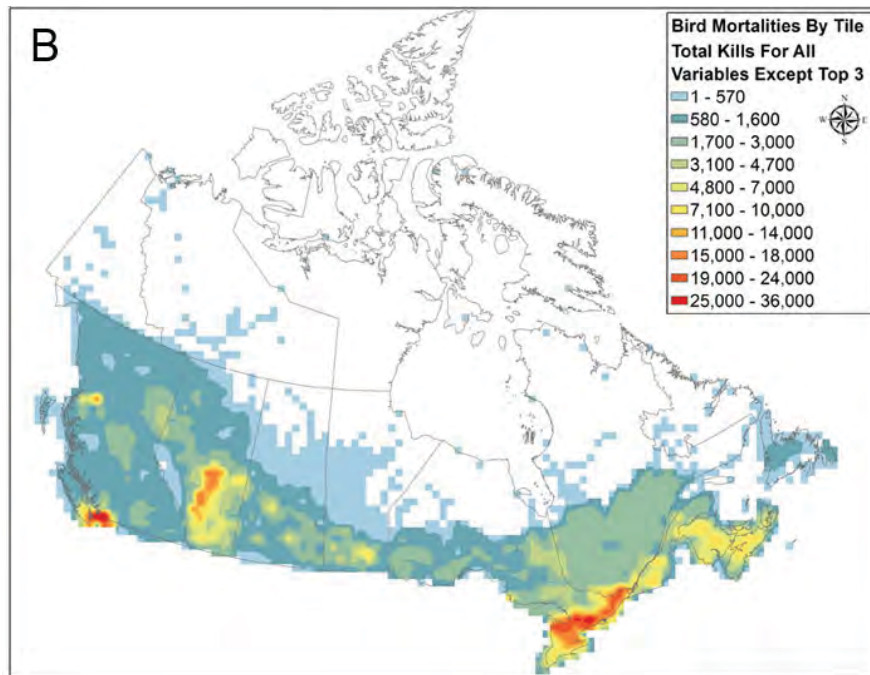 B
Bird Mortalities By Tile
Total Kills For All
Variables Except Top 3
1 - 570
580 - 1,600
1,700 - 3,000
3,100 - 4,700
4,800 - 7,000
7,100 - 10,000
11,000 - 14,000
15,000 - 18,000
19,000 - 24,000
25,000 - 36,000
N
W E
S